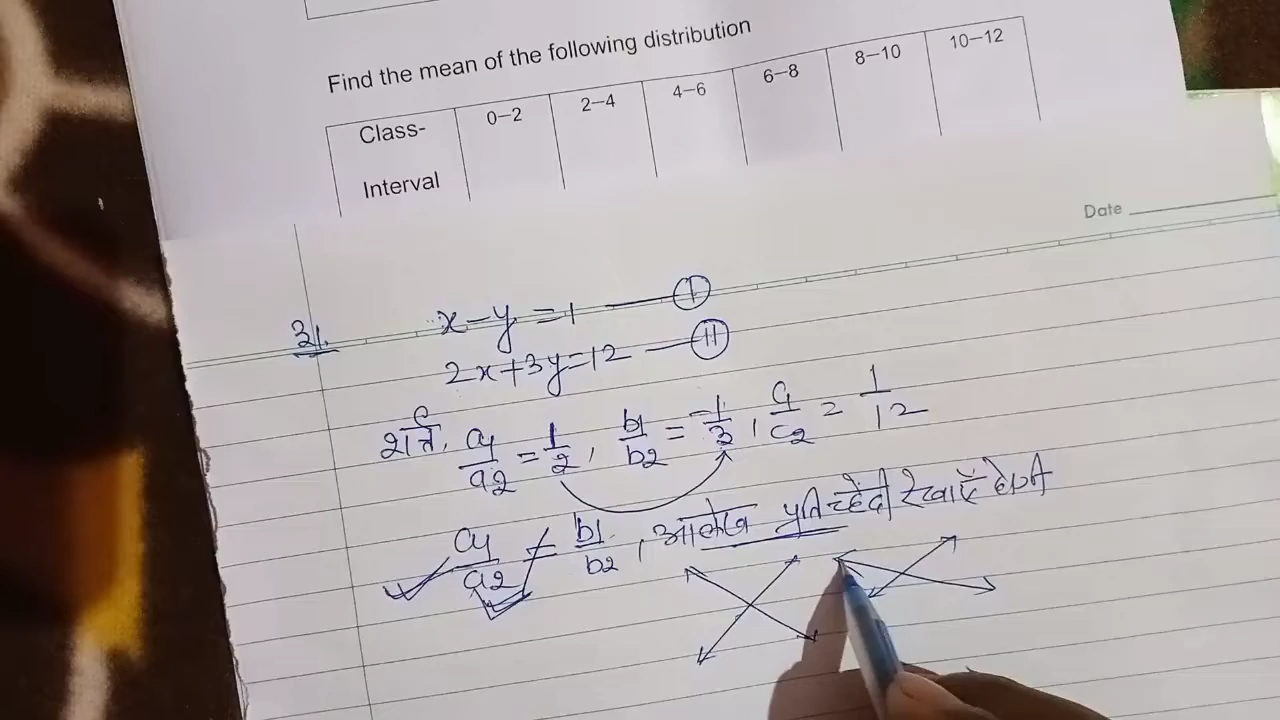 Find the mean of the following distribution
Class- 0–2 2–4 4–6 6–8 8–10 10–12
Interval
Date
31. x-y=1 — I
2x+3y=12 — II
शर्त, a1/a2 = 1/2, b1/b2 = -1/3, c1/c2 = 1/12
a1/a2 ≠ b1/b2, आलेख प्रतिच्छेदी रेखाएँ होगी